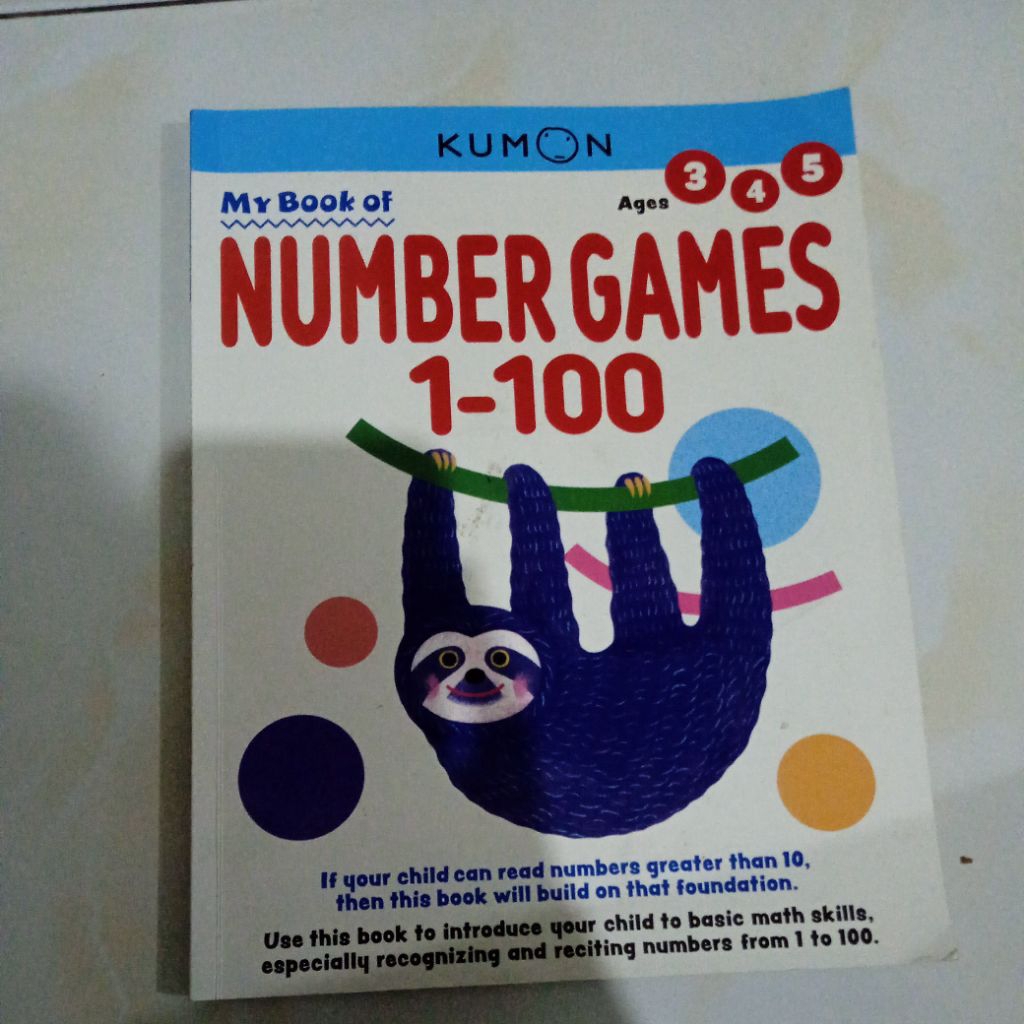 KUMON
My Book of
Ages 3 4 5
NUMBER GAMES
1-100
If your child can read numbers greater than 10,
then this book will build on that foundation.
Use this book to introduce your child to basic math skills,
especially recognizing and reciting numbers from 1 to 100.